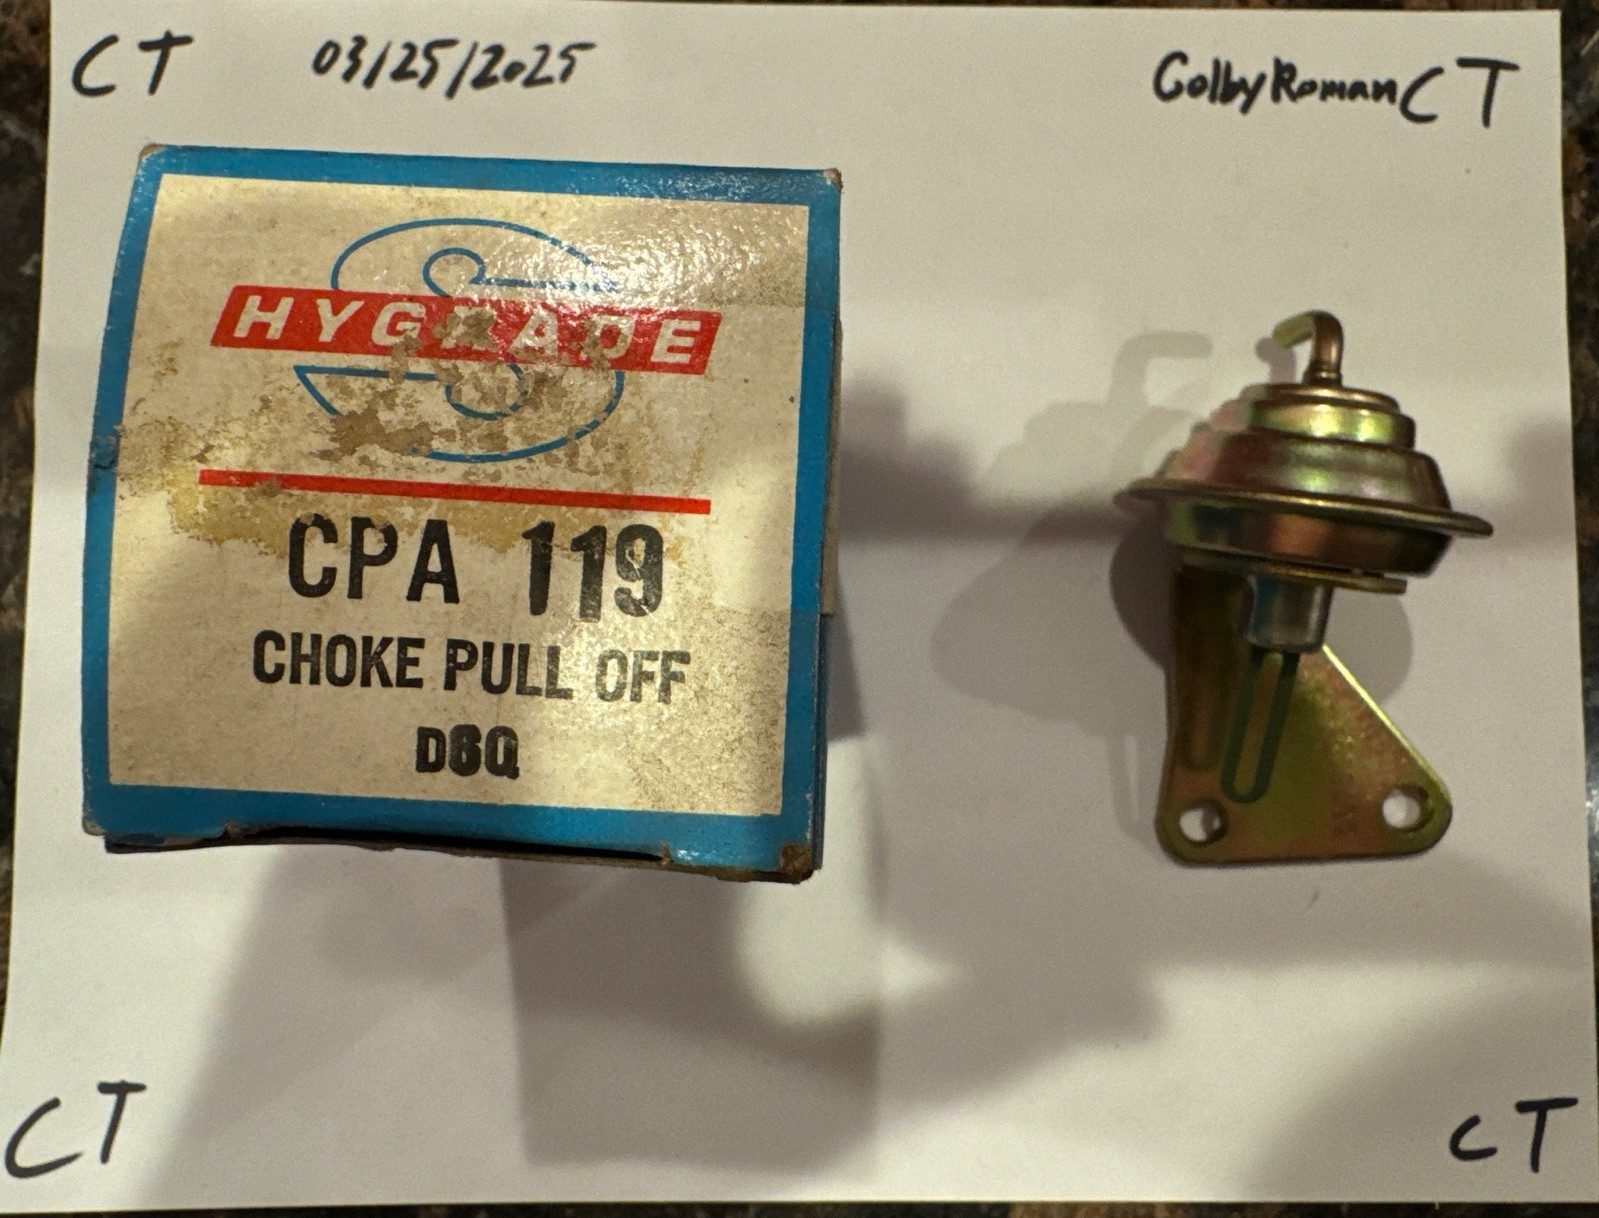 CT 03/25/2025 ColbyRoman CT
HYGRADE
CPA 119
CHOKE PULL OFF
D8Q
CT CT